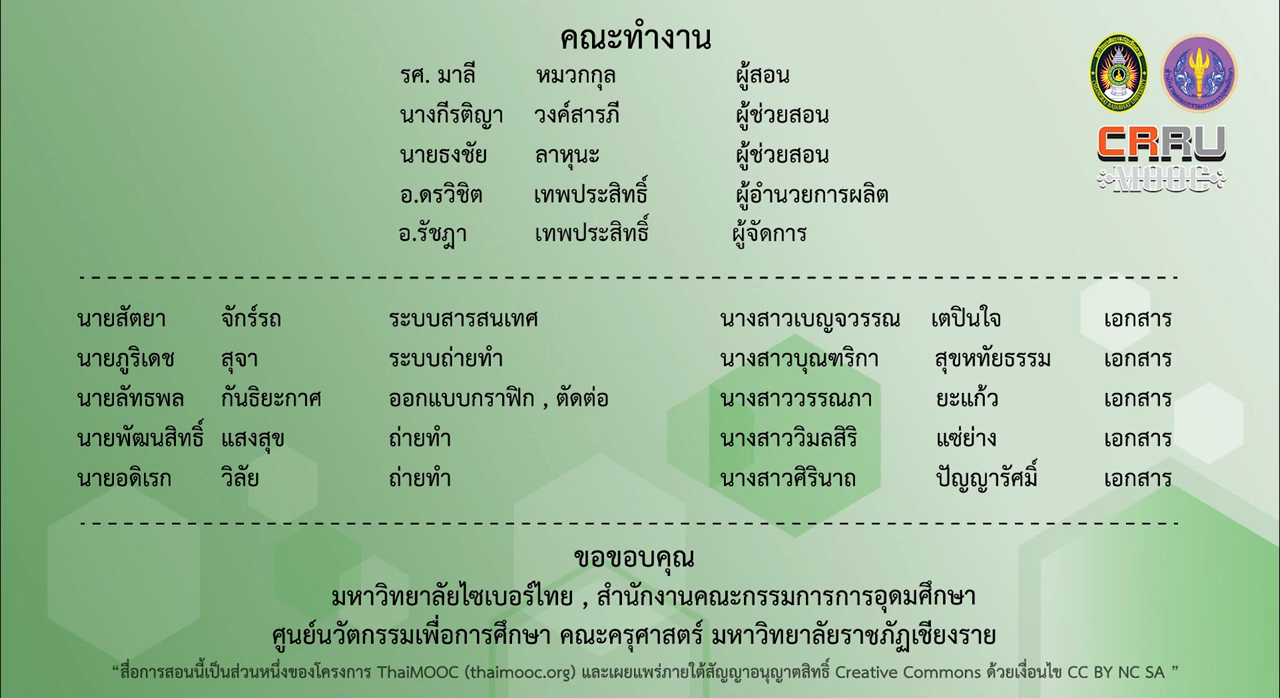 คณะทำงาน
รศ. มาลี หมวกกุล ผู้สอน
นางกีรติญา วงค์สารภี ผู้ช่วยสอน
นายธงชัย ลาหุนะ ผู้ช่วยสอน
อ.ดรวิชิต เทพประสิทธิ์ ผู้อำนวยการผลิต
อ.รัชฎา เทพประสิทธิ์ ผู้จัดการ
CRRU
MOOC
นายสัตยา จักร์รถ ระบบสารสนเทศ นางสาวเบญจวรรณ เตปินใจ เอกสาร
นายภูริเดช สุจา ระบบถ่ายทำ นางสาวบุณฑริกา สุขหทัยธรรม เอกสาร
นายลัทธพล กันธิยะกาศ ออกแบบกราฟิก , ตัดต่อ นางสาววรรณภา ยะแก้ว เอกสาร
นายพัฒนสิทธิ์ แสงสุข ถ่ายทำ นางสาววิมลสิริ แซ่ย่าง เอกสาร
นายอดิเรก วิลัย ถ่ายทำ นางสาวศิรินาถ ปัญญารัศมิ์ เอกสาร
ขอขอบคุณ
มหาวิทยาลัยไซเบอร์ไทย , สำนักงานคณะกรรมการการอุดมศึกษา
ศูนย์นวัตกรรมเพื่อการศึกษา คณะครุศาสตร์ มหาวิทยาลัยราชภัฏเชียงราย
“สื่อการสอนนี้เป็นส่วนหนึ่งของโครงการ ThaiMOOC (thaimooc.org) และเผยแพร่ภายใต้สัญญาอนุญาตสิทธิ์ Creative Commons ด้วยเงื่อนไข CC BY NC SA ”